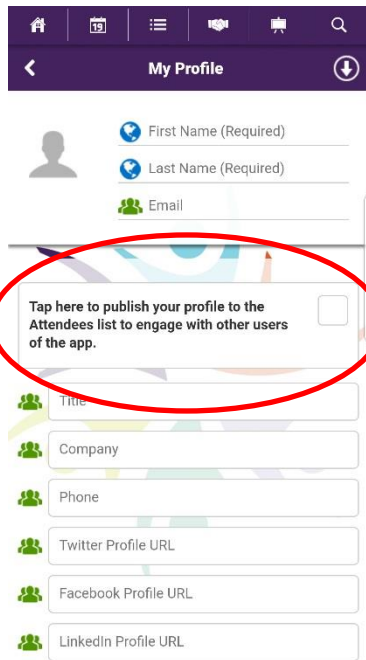 19
My Profile
First Name (Required)
Last Name (Required)
Email
Tap here to publish your profile to the
Attendees list to engage with other users
of the app.
Title
Company
Phone
Twitter Profile URL
Facebook Profile URL
LinkedIn Profile URL